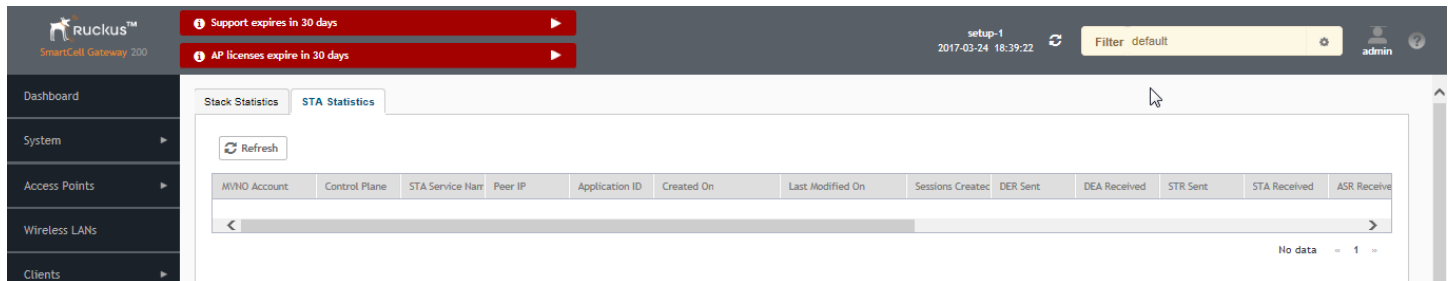 Ruckus™
SmartCell Gateway 200
Support expires in 30 days
AP licenses expire in 30 days
setup-1
2017-03-24 18:39:22
Filter default
admin
Dashboard
System
Access Points
Wireless LANs
Clients
Stack Statistics STA Statistics
Refresh
MVNO Account Control Plane STA Service Nam Peer IP Application ID Created On Last Modified On Sessions Created DER Sent DEA Received STR Sent STA Received ASR Receive
No data « 1 »